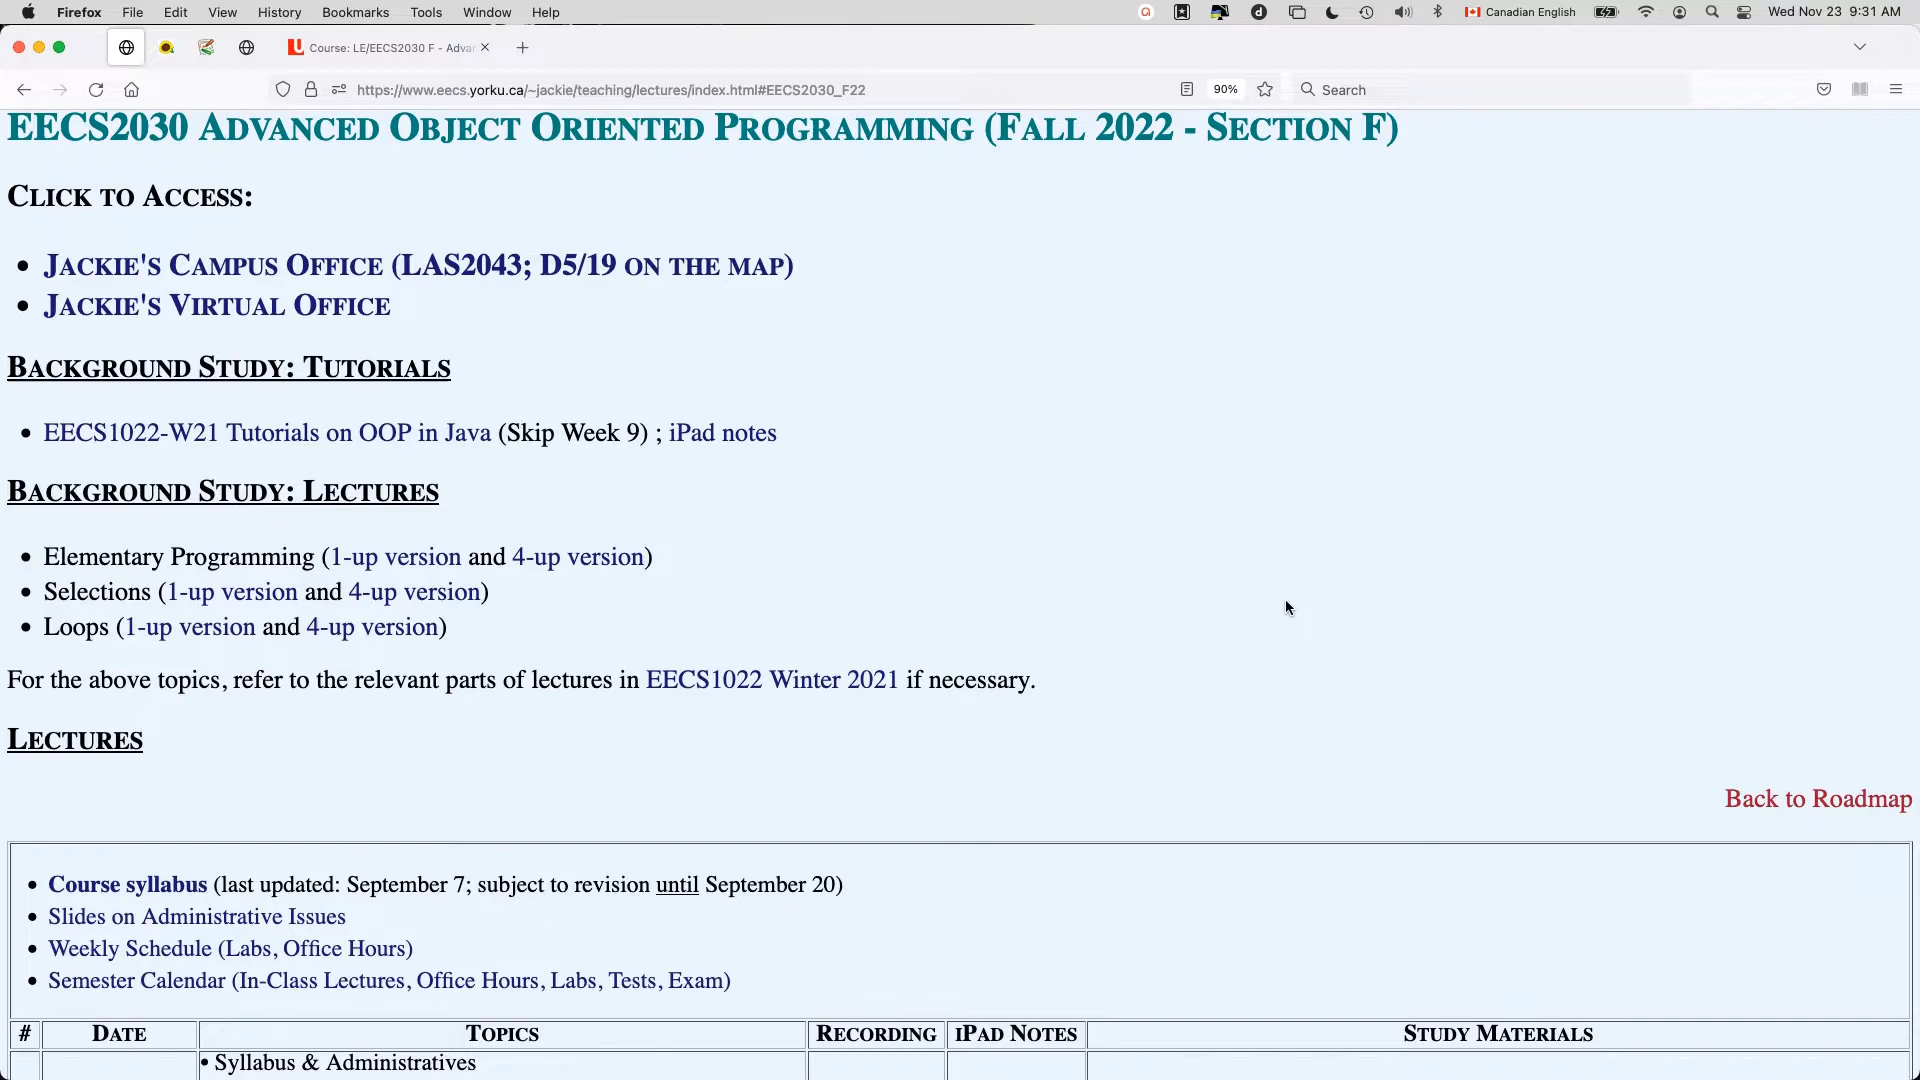 Firefox File Edit View History Bookmarks Tools Window Help Canadian English Wed Nov 23 9:31 AM
Course: LE/EECS2030 F - Adva
https://www.eecs.yorku.ca/~jackie/teaching/lectures/index.html#EECS2030_F22 90% Search
EECS2030 Advanced Object Oriented Programming (Fall 2022 - Section F)
Click to Access:
• Jackie's Campus Office (LAS2043; D5/19 on the map)
• Jackie's Virtual Office
Background Study: Tutorials
• EECS1022-W21 Tutorials on OOP in Java (Skip Week 9) ; iPad notes
Background Study: Lectures
• Elementary Programming (1-up version and 4-up version)
• Selections (1-up version and 4-up version)
• Loops (1-up version and 4-up version)
For the above topics, refer to the relevant parts of lectures in EECS1022 Winter 2021 if necessary.
Lectures
Back to Roadmap
• Course syllabus (last updated: September 7; subject to revision until September 20)
• Slides on Administrative Issues
• Weekly Schedule (Labs, Office Hours)
• Semester Calendar (In-Class Lectures, Office Hours, Labs, Tests, Exam)
# Date Topics Recording iPad Notes Study Materials
• Syllabus & Administratives